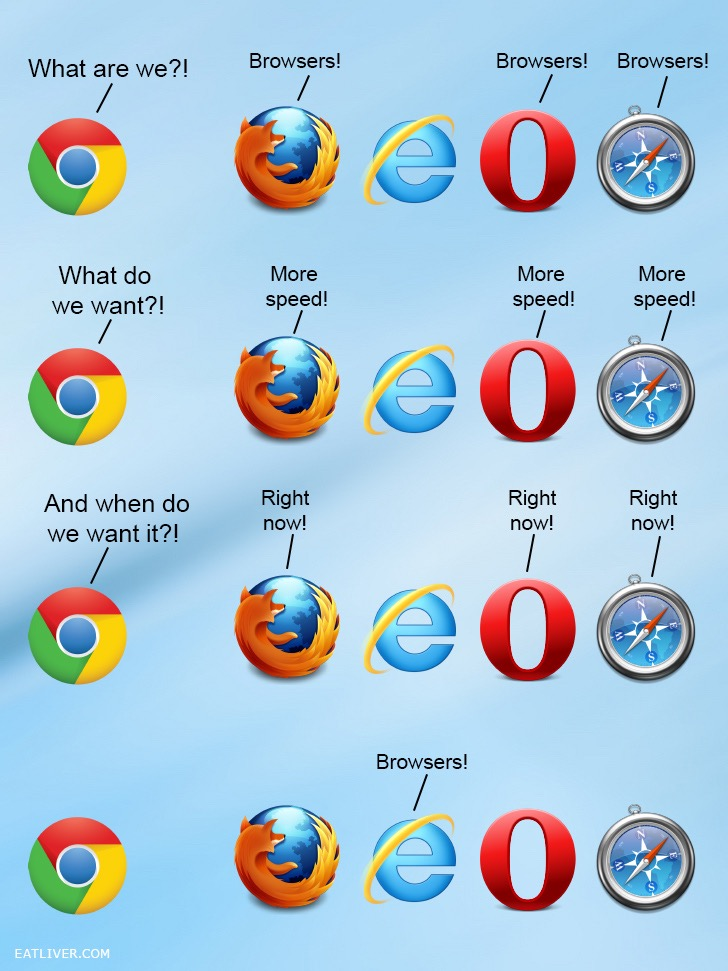 What are we?!
Browsers!
Browsers!
Browsers!
What do
we want?!
More
speed!
More
speed!
More
speed!
And when do
we want it?!
Right
now!
Right
now!
Right
now!
Browsers!
EATLIVER.COM